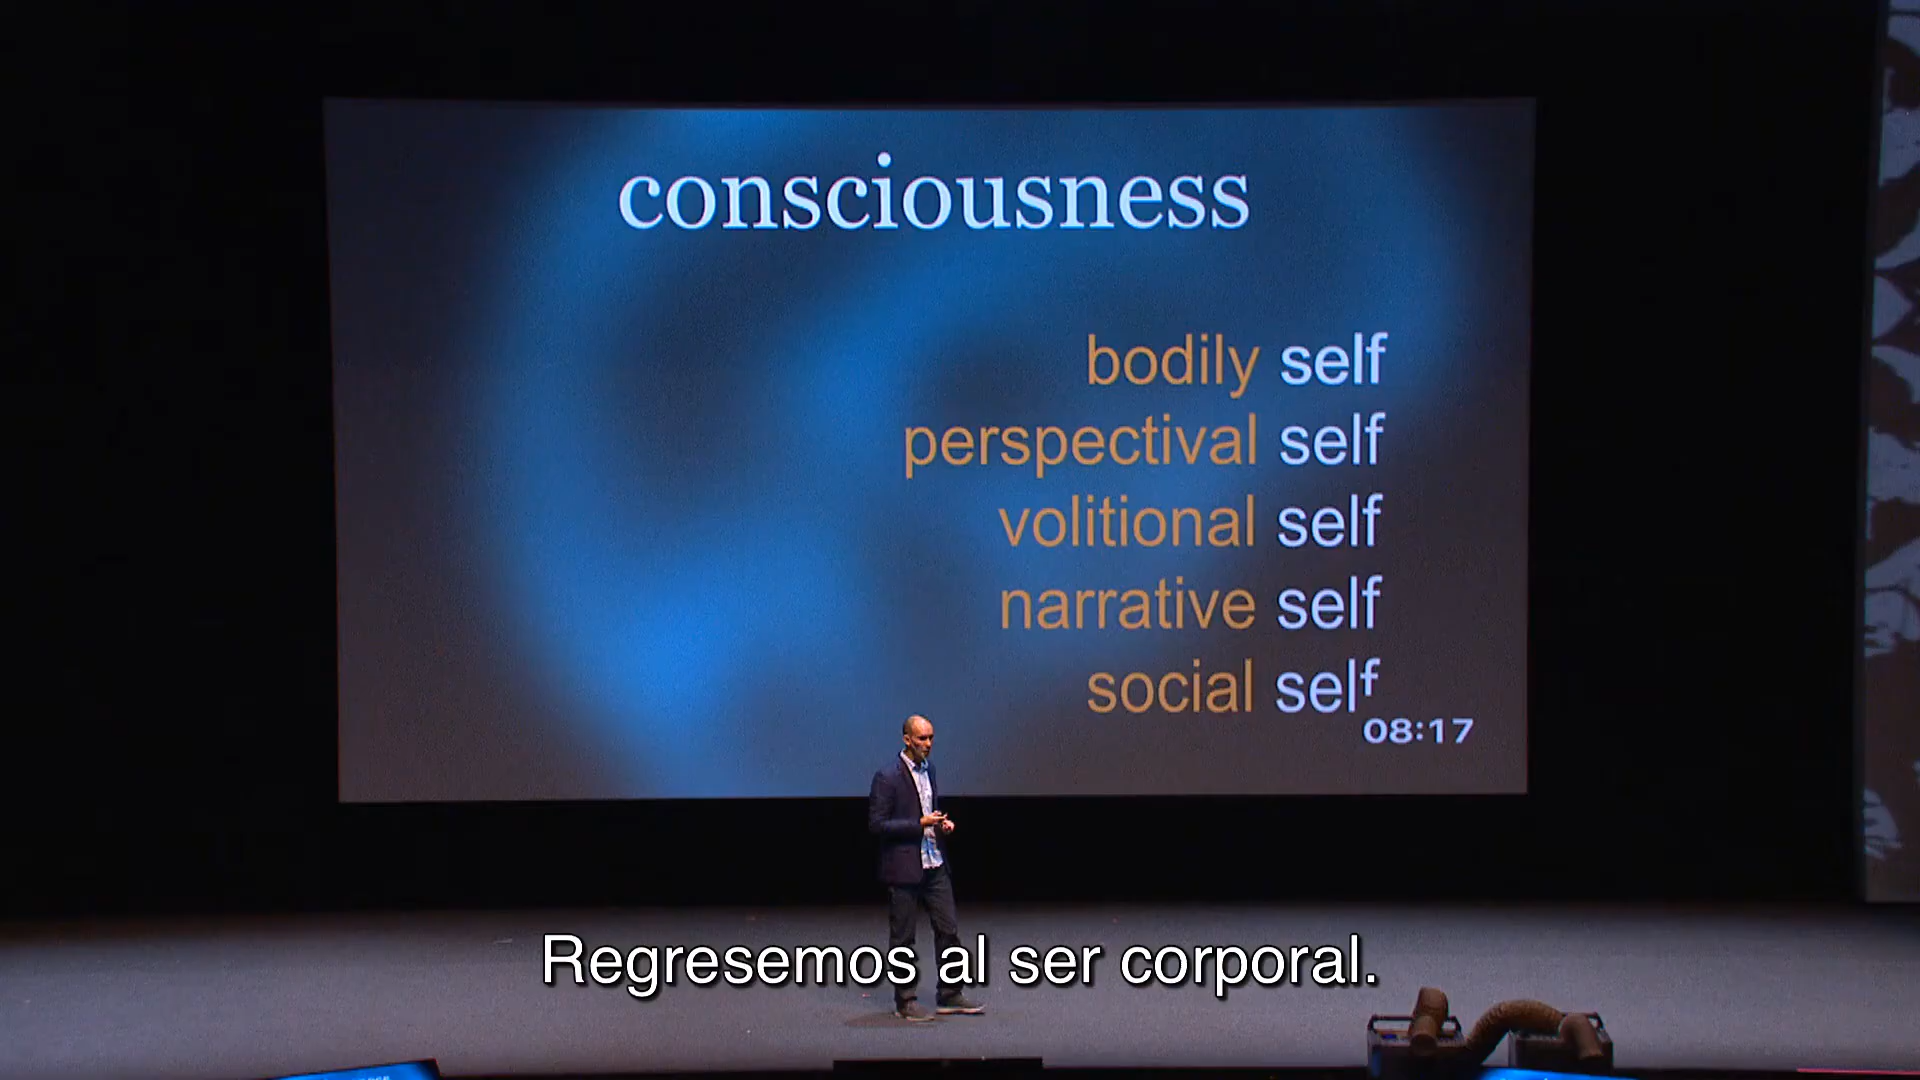 consciousness
bodily self
perspectival self
volitional self
narrative self
social self
08:17
Regresemos al ser corporal.